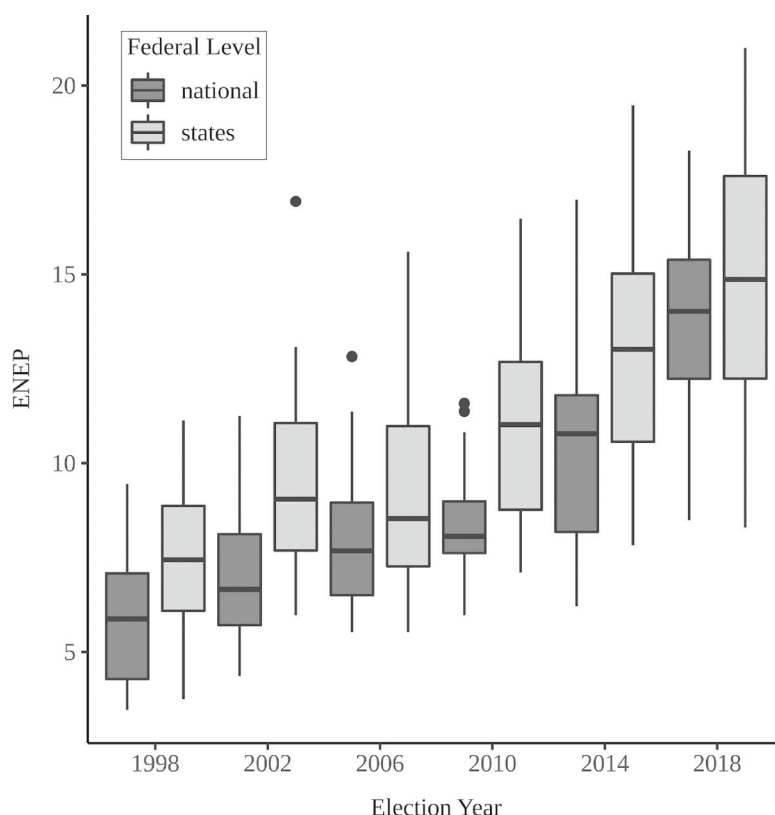 Federal Level
national
states
20
15
10
5
ENEP
1998 2002 2006 2010 2014 2018
Election Year